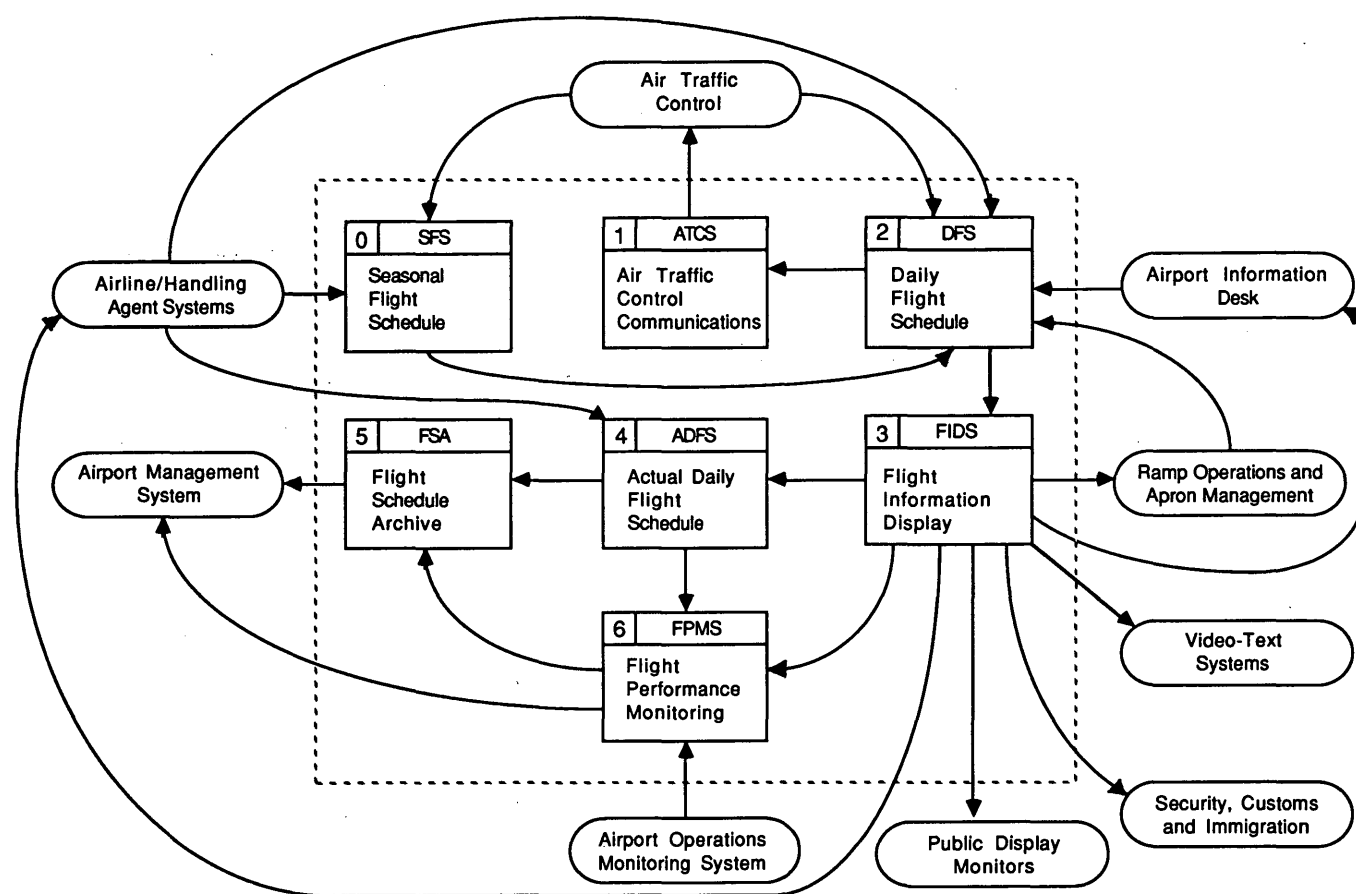 Air Traffic
Control
0 SFS
Seasonal
Flight
Schedule
1 ATCS
Air Traffic
Control
Communications
2 DFS
Daily
Flight
Schedule
Airline/Handling
Agent Systems
Airport Information
Desk
5 FSA
Flight
Schedule
Archive
4 ADFS
Actual Daily
Flight
Schedule
3 FIDS
Flight
Information
Display
Airport Management
System
Ramp Operations and
Apron Management
6 FPMS
Flight
Performance
Monitoring
Video-Text
Systems
Airport Operations
Monitoring System
Public Display
Monitors
Security, Customs
and Immigration